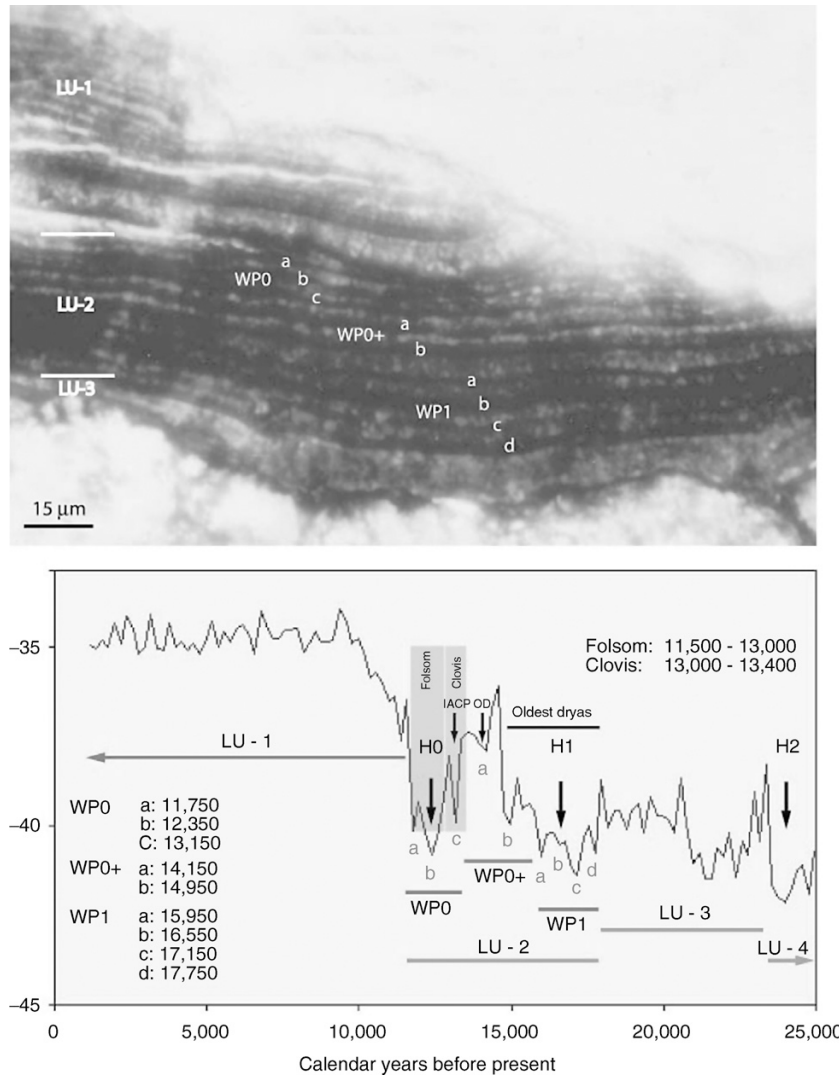 LU-1
LU-2
LU-3
WP0
a
b
c
WP0+
a
b
WP1
a
b
c
d
15 μm
–35
–40
–45
Folsom
Clovis
Folsom: 11,500 - 13,000
Clovis: 13,000 - 13,400
IACP OD
Oldest dryas
LU - 1
H0
H1
H2
WP0 a: 11,750
b: 12,350
C: 13,150
WP0+ a: 14,150
b: 14,950
WP1 a: 15,950
b: 16,550
c: 17,150
d: 17,750
a
b
c
a
b
a
b
c
d
WP0
WP0+
WP1
LU - 2
LU - 3
LU - 4
0 5,000 10,000 15,000 20,000 25,000
Calendar years before present